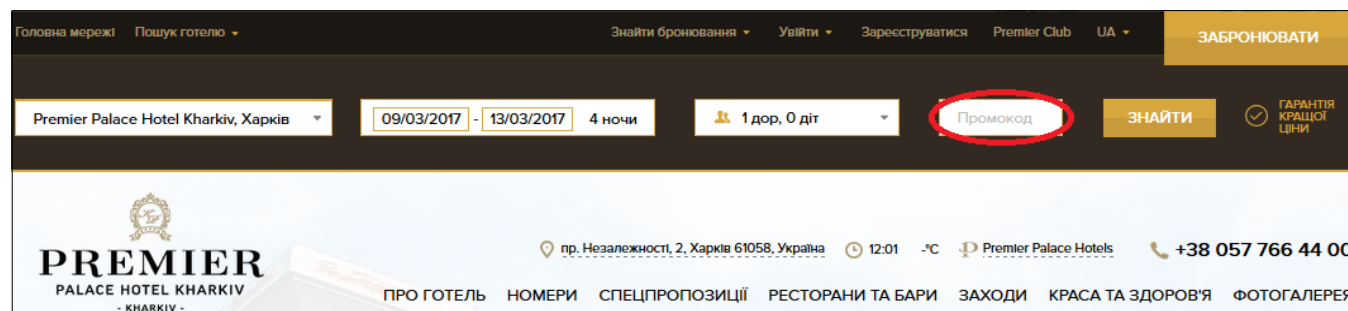 Головна мережі Пошук готелю Знайти бронювання Увійти Зареєструватися Premier Club UA ЗАБРОНЮВАТИ
Premier Palace Hotel Kharkiv, Харків 09/03/2017 - 13/03/2017 4 ночи 1 дор, 0 діт Промокод ЗНАЙТИ ГАРАНТІЯ
КРАЩОЇ
ЦІНИ
PREMIER
PALACE HOTEL KHARKIV
- KHARKIV -
пр. Незалежності, 2, Харків 61058, Україна 12:01 -°C Premier Palace Hotels +38 057 766 44 00
ПРО ГОТЕЛЬ НОМЕРИ СПЕЦПРОПОЗИЦІЇ РЕСТОРАНИ ТА БАРИ ЗАХОДИ КРАСА ТА ЗДОРОВ'Я ФОТОГАЛЕРЕЯ